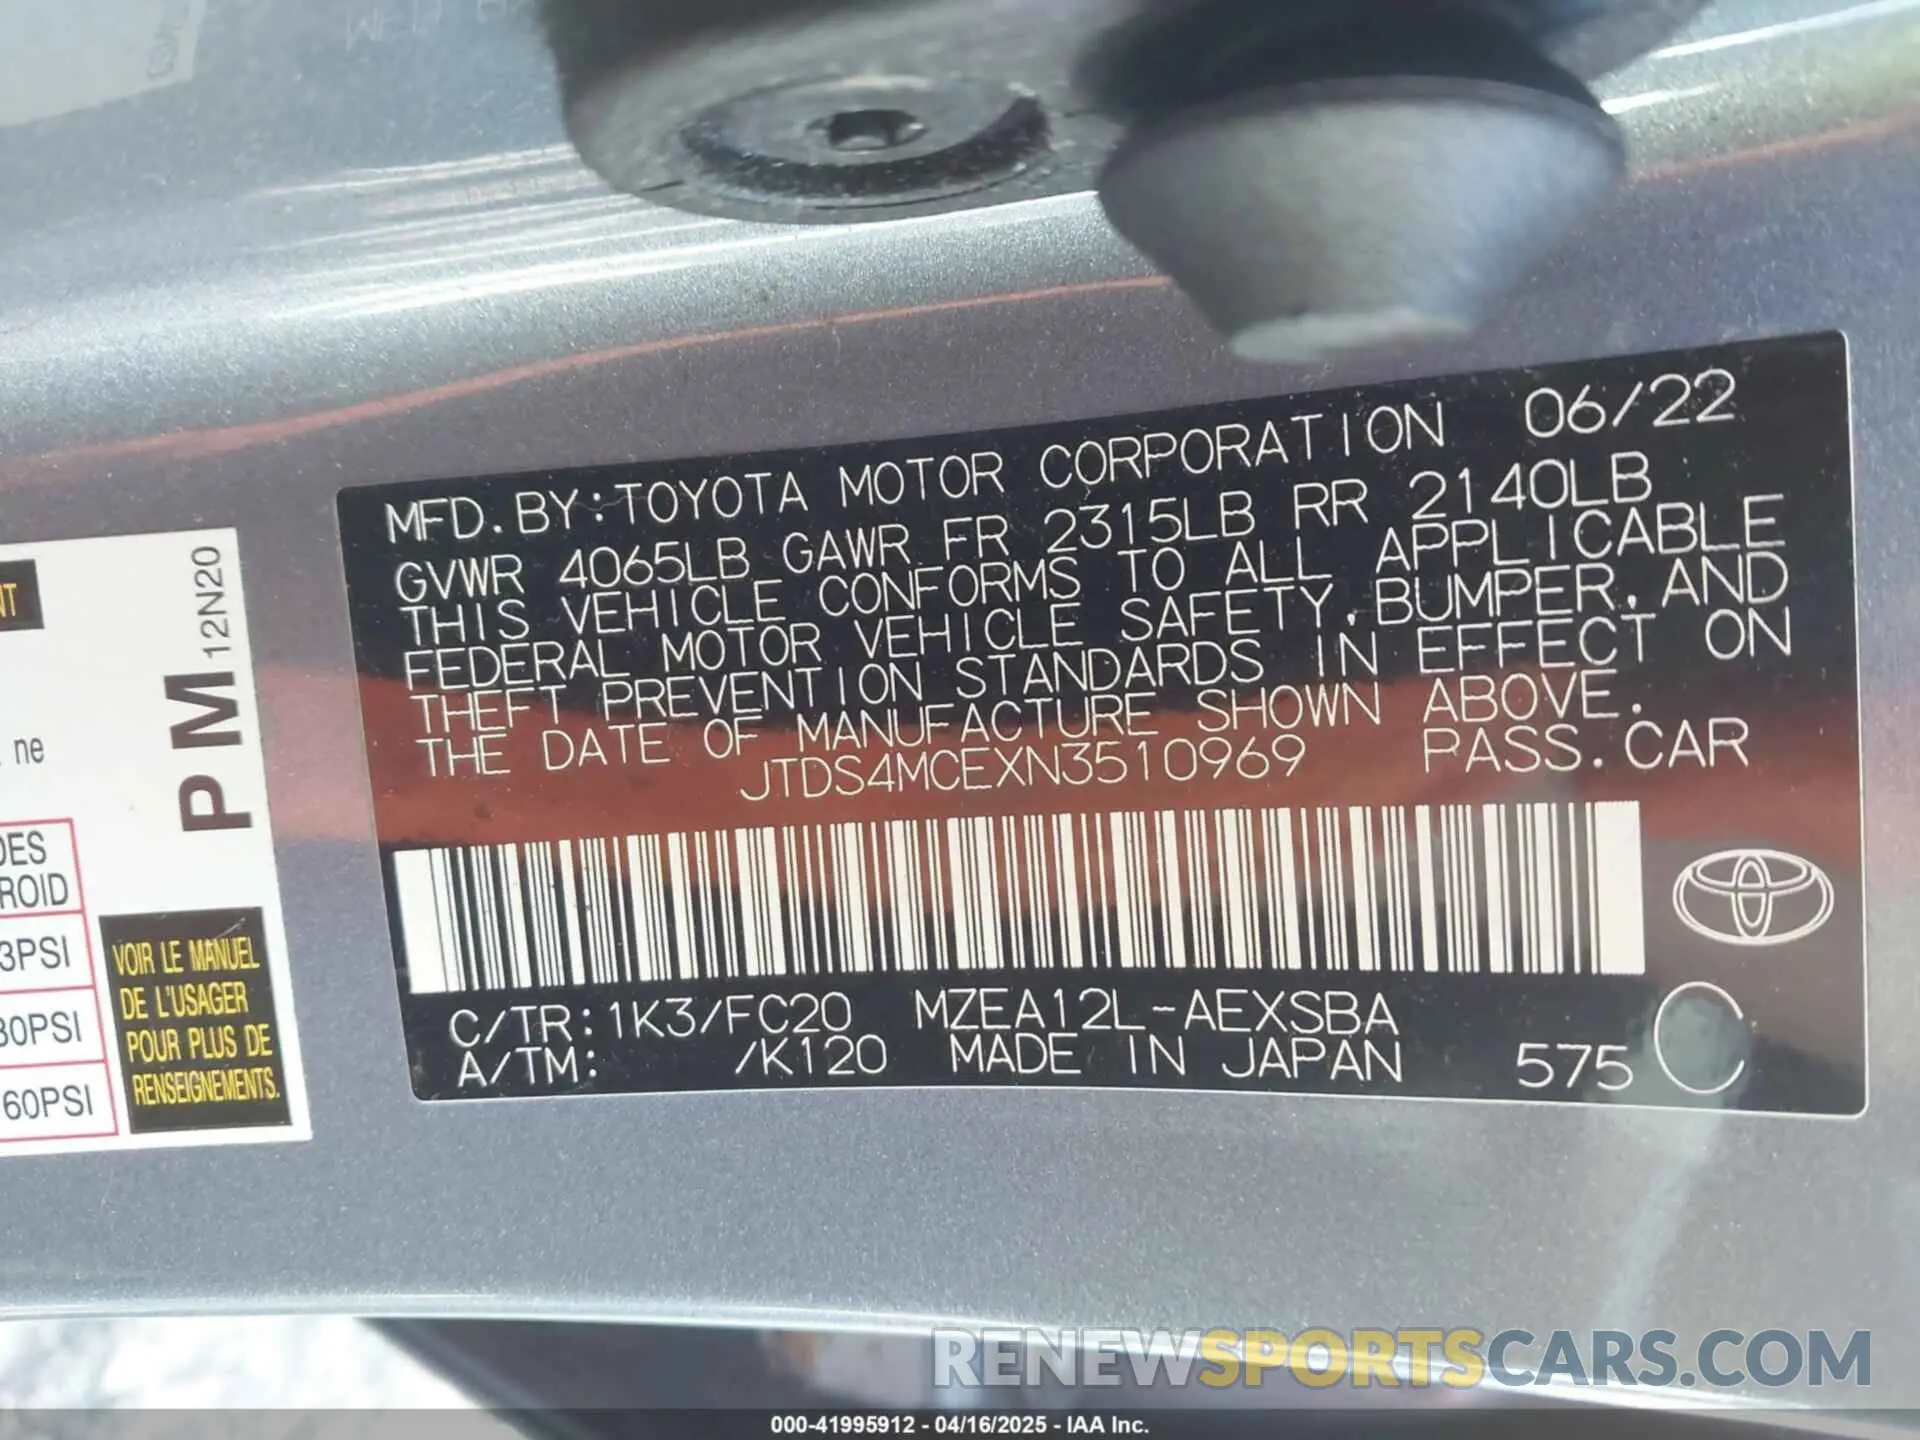 MFD. BY: TOYOTA MOTOR CORPORATION 06/22
GVWR 4065LB GAWR FR 2315LB RR 2140LB
THIS VEHICLE CONFORMS TO ALL APPLICABLE
FEDERAL MOTOR VEHICLE SAFETY, BUMPER, AND
THEFT PREVENTION STANDARDS IN EFFECT ON
THE DATE OF MANUFACTURE SHOWN ABOVE.
JTDS4MCEXN3510969 PASS. CAR
C/TR: 1K3/FC20 MZEA12L-AEXSBA
A/TM: /K120 MADE IN JAPAN 575
NT
ne
PM 12N20
DES
ROID
3PSI
30PSI
60PSI
VOIR LE MANUEL
DE L'USAGER
POUR PLUS DE
RENSEIGNEMENTS.
RENEWSPORTSCARS.COM
000-41995912 - 04/16/2025 - IAA Inc.